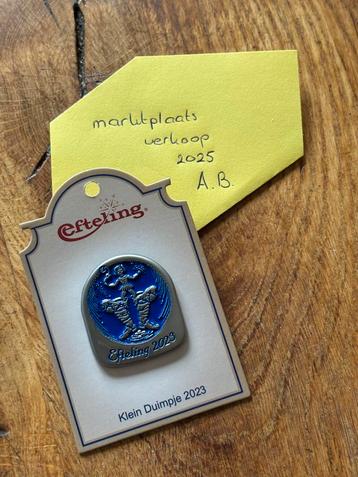 marktplaats
verkoop
2025
A.B.
Efteling®
Efteling 2023
Klein Duimpje 2023